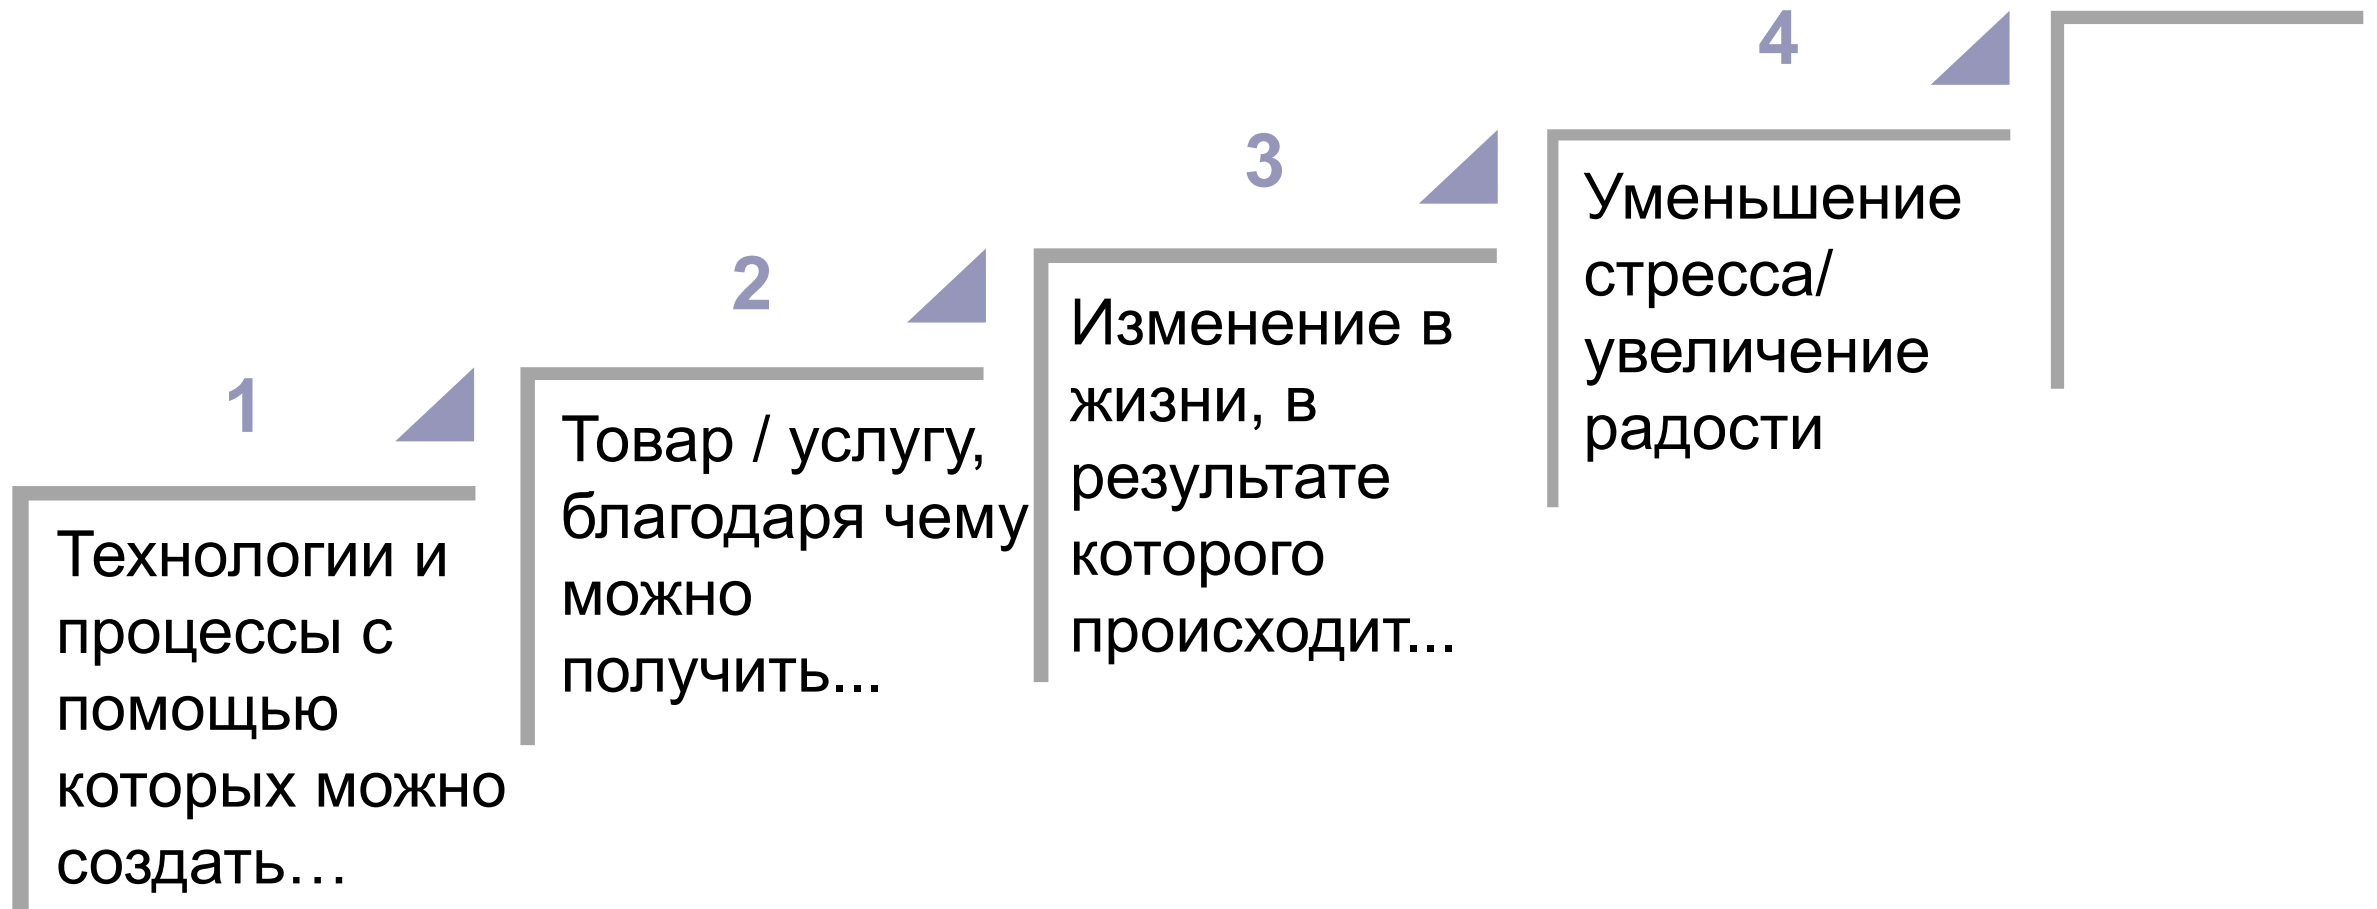 1
Технологии и
процессы с
помощью
которых можно
создать…
2
Товар / услугу,
благодаря чему
можно
получить...
3
Изменение в
жизни, в
результате
которого
происходит...
4
Уменьшение
стресса/
увеличение
радости